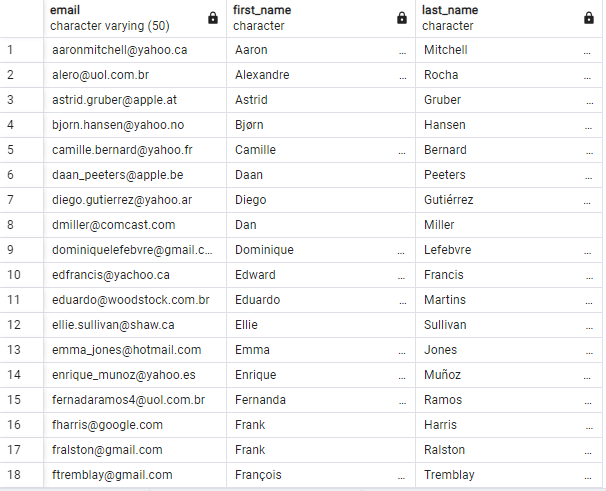 email first_name last_name
character varying (50) character character
1 aaronmitchell@yahoo.ca Aaron ... Mitchell ...
2 alero@uol.com.br Alexandre ... Rocha ...
3 astrid.gruber@apple.at Astrid Gruber ...
4 bjorn.hansen@yahoo.no Bjørn Hansen ...
5 camille.bernard@yahoo.fr Camille ... Bernard ...
6 daan_peeters@apple.be Daan Peeters ...
7 diego.gutierrez@yahoo.ar Diego Gutiérrez ...
8 dmiller@comcast.com Dan Miller
9 dominiquelefebvre@gmail.c... Dominique ... Lefebvre ...
10 edfrancis@yachoo.ca Edward ... Francis ...
11 eduardo@woodstock.com.br Eduardo ... Martins ...
12 ellie.sullivan@shaw.ca Ellie Sullivan ...
13 emma_jones@hotmail.com Emma ... Jones ...
14 enrique_munoz@yahoo.es Enrique ... Muñoz ...
15 fernadaramos4@uol.com.br Fernanda ... Ramos ...
16 fharris@google.com Frank Harris ...
17 fralston@gmail.com Frank Ralston ...
18 ftremblay@gmail.com François ... Tremblay ...